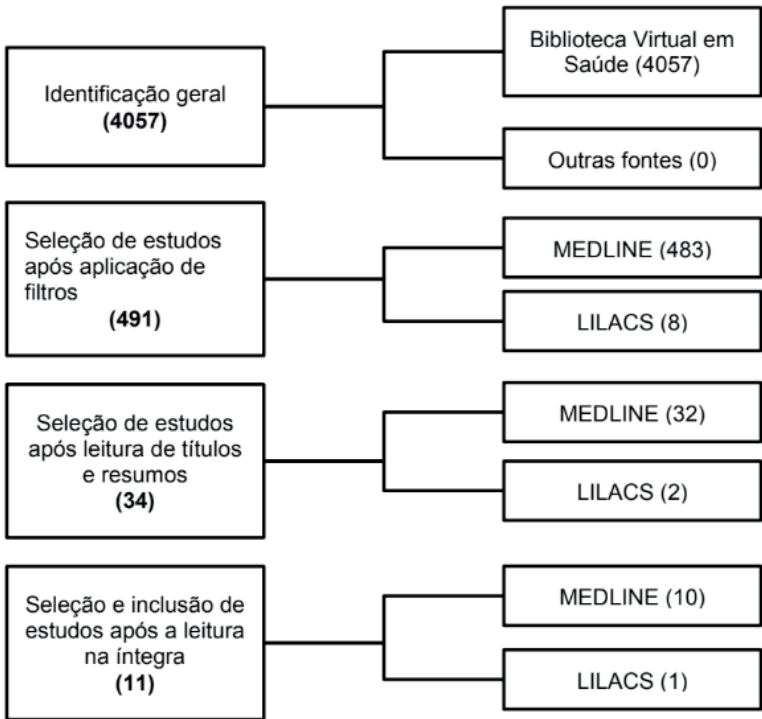 Identificação geral
(4057)
Biblioteca Virtual em
Saúde (4057)
Outras fontes (0)
Seleção de estudos
após aplicação de
filtros
(491)
MEDLINE (483)
LILACS (8)
Seleção de estudos
após leitura de títulos
e resumos
(34)
MEDLINE (32)
LILACS (2)
Seleção e inclusão de
estudos após a leitura
na íntegra
(11)
MEDLINE (10)
LILACS (1)